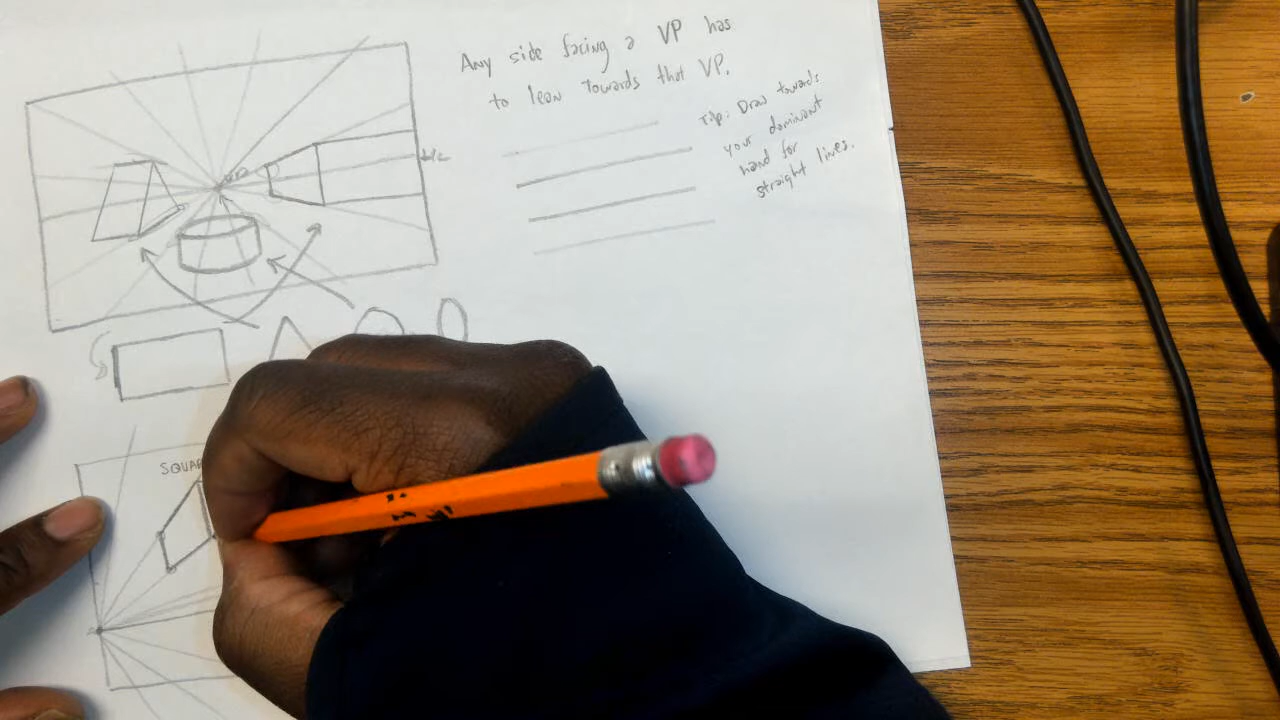 Any side facing a VP has
to lean Towards that VP.
Tip: Draw towards
your dominant
hand for
straight lines.
SQUAR